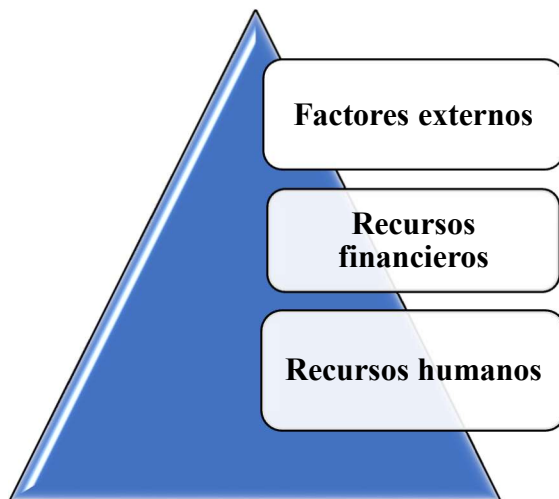 Factores externos
Recursos
financieros
Recursos humanos